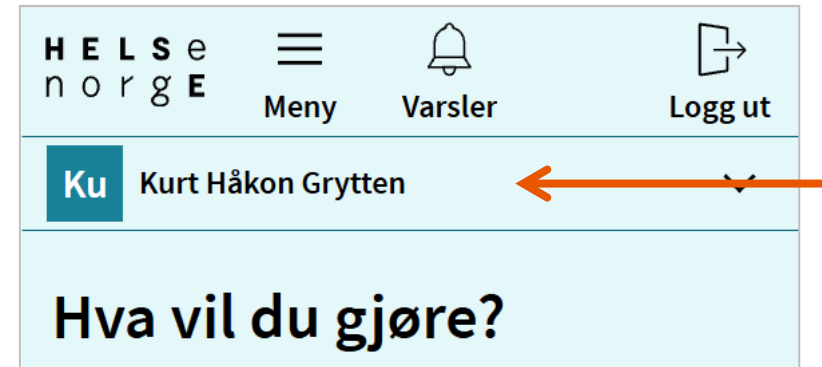 HELSe
norgE
Meny
Varsler
Logg ut
Ku
Kurt Håkon Grytten
Hva vil du gjøre?